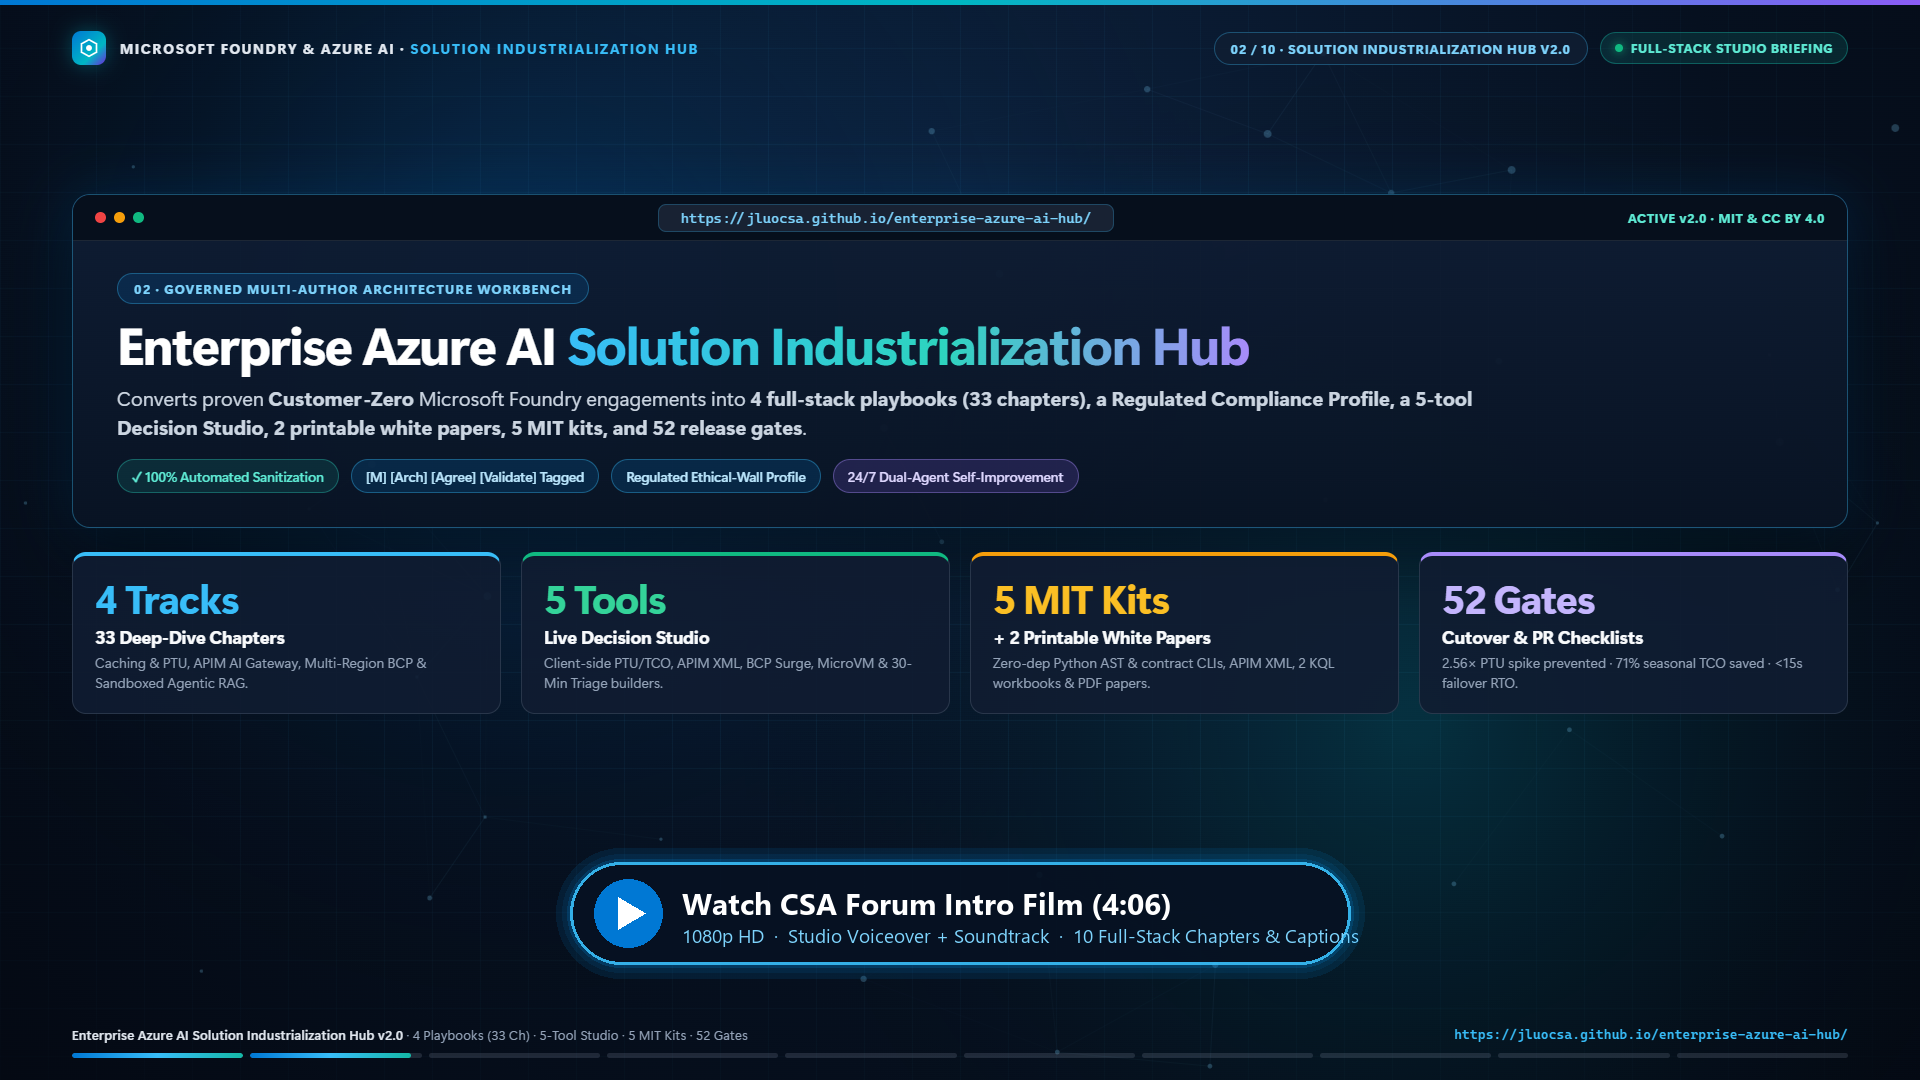 MICROSOFT FOUNDRY & AZURE AI · SOLUTION INDUSTRIALIZATION HUB
02 / 10 · SOLUTION INDUSTRIALIZATION HUB V2.0
FULL-STACK STUDIO BRIEFING
https://jluocsa.github.io/enterprise-azure-ai-hub/
ACTIVE v2.0 · MIT & CC BY 4.0
02 · GOVERNED MULTI-AUTHOR ARCHITECTURE WORKBENCH
Enterprise Azure AI Solution Industrialization Hub
Converts proven Customer-Zero Microsoft Foundry engagements into 4 full-stack playbooks (33 chapters), a Regulated Compliance Profile, a 5-tool
Decision Studio, 2 printable white papers, 5 MIT kits, and 52 release gates.
✓ 100% Automated Sanitization
[M] [Arch] [Agree] [Validate] Tagged
Regulated Ethical-Wall Profile
24/7 Dual-Agent Self-Improvement
4 Tracks
33 Deep-Dive Chapters
Caching & PTU, APIM AI Gateway, Multi-Region BCP &
Sandboxed Agentic RAG.
5 Tools
Live Decision Studio
Client-side PTU/TCO, APIM XML, BCP Surge, MicroVM & 30-
Min Triage builders.
5 MIT Kits
+ 2 Printable White Papers
Zero-dep Python AST & contract CLIs, APIM XML, 2 KQL
workbooks & PDF papers.
52 Gates
Cutover & PR Checklists
2.56× PTU spike prevented · 71% seasonal TCO saved · <15s
failover RTO.
Watch CSA Forum Intro Film (4:06)
1080p HD · Studio Voiceover + Soundtrack · 10 Full-Stack Chapters & Captions
Enterprise Azure AI Solution Industrialization Hub v2.0 · 4 Playbooks (33 Ch) · 5-Tool Studio · 5 MIT Kits · 52 Gates
https://jluocsa.github.io/enterprise-azure-ai-hub/